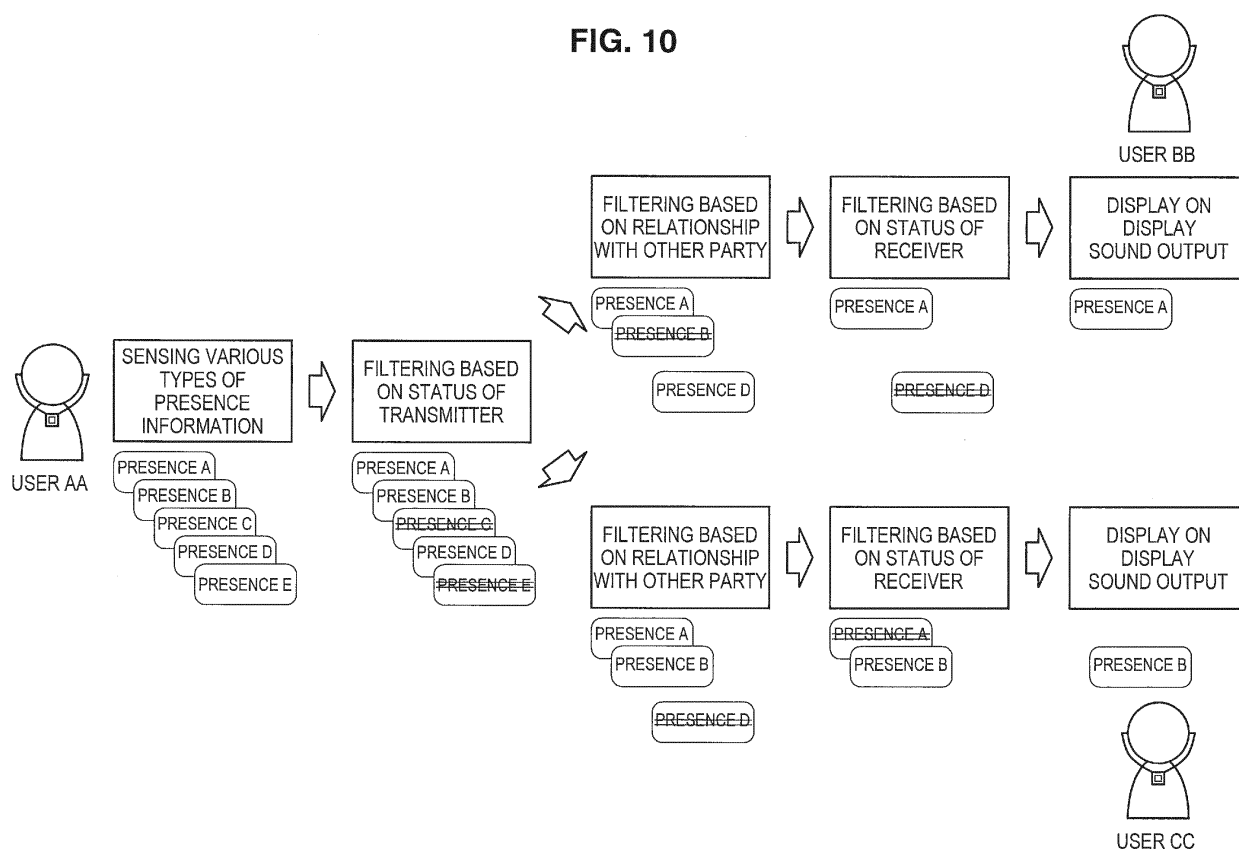 FIG. 10
USER BB
FILTERING BASED
ON RELATIONSHIP
WITH OTHER PARTY
FILTERING BASED
ON STATUS OF
RECEIVER
DISPLAY ON
DISPLAY
SOUND OUTPUT
PRESENCE A
PRESENCE B
PRESENCE D
PRESENCE A
PRESENCE D
PRESENCE A
USER AA
SENSING VARIOUS
TYPES OF
PRESENCE
INFORMATION
FILTERING BASED
ON STATUS OF
TRANSMITTER
PRESENCE A
PRESENCE B
PRESENCE C
PRESENCE D
PRESENCE E
PRESENCE A
PRESENCE B
PRESENCE C
PRESENCE D
PRESENCE E
FILTERING BASED
ON RELATIONSHIP
WITH OTHER PARTY
FILTERING BASED
ON STATUS OF
RECEIVER
DISPLAY ON
DISPLAY
SOUND OUTPUT
PRESENCE A
PRESENCE B
PRESENCE D
PRESENCE A
PRESENCE B
PRESENCE B
USER CC